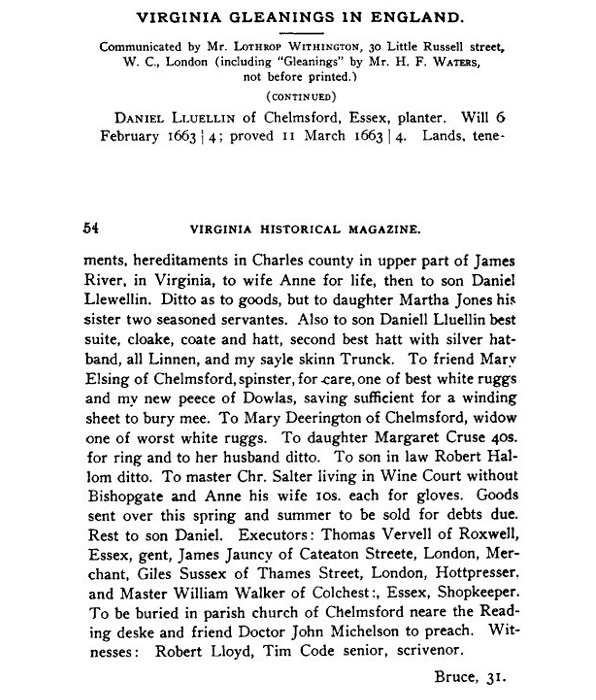 VIRGINIA GLEANINGS IN ENGLAND.
Communicated by Mr. LOTHROP WITHINGTON, 30 Little Russell street,
W. C., London (including "Gleanings" by Mr. H. F. WATERS,
not before printed.)
(CONTINUED)
DANIEL LLUELLIN of Chelmsford, Essex, planter. Will 6
February 1663|4; proved 11 March 1663|4. Lands, tene-
54 VIRGINIA HISTORICAL MAGAZINE.
ments, hereditaments in Charles county in upper part of James
River, in Virginia, to wife Anne for life, then to son Daniel
Llewellin. Ditto as to goods, but to daughter Martha Jones his
sister two seasoned servantes. Also to son Daniell Lluellin best
suite, cloake, coate and hatt, second best hatt with silver hat-
band, all Linnen, and my sayle skinn Trunck. To friend Mary
Elsing of Chelmsford, spinster, for care, one of best white ruggs
and my new peece of Dowlas, saving sufficient for a winding
sheet to bury mee. To Mary Deerington of Chelmsford, widow
one of worst white ruggs. To daughter Margaret Cruse 40s.
for ring and to her husband ditto. To son in law Robert Hal-
lom ditto. To master Chr. Salter living in Wine Court without
Bishopgate and Anne his wife 10s. each for gloves. Goods
sent over this spring and summer to be sold for debts due.
Rest to son Daniel. Executors: Thomas Vervell of Roxwell,
Essex, gent, James Jauncy of Cateaton Streete, London, Mer-
chant, Giles Sussex of Thames Street, London, Hottpresser,
and Master William Walker of Colchest:, Essex, Shopkeeper.
To be buried in parish church of Chelmsford neare the Read-
ing deske and friend Doctor John Michelson to preach. Wit-
nesses: Robert Lloyd, Tim Code senior, scrivenor.
Bruce, 31.